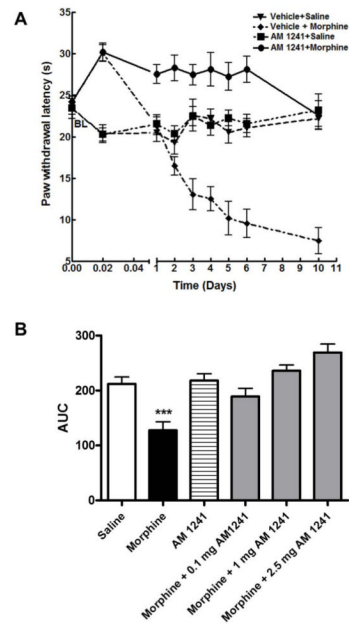 A
Vehicle+Saline
Vehicle + Morphine
AM 1241+Saline
AM 1241+Morphine
Paw withdrawal latency (s)
35
30
25
20
15
10
5
BL
0.00 0.02 0.04 1 2 3 4 5 6 7 8 9 10 11
Time (Days)
B
AUC
300
200
100
0
***
Saline
Morphine
AM 1241
Morphine + 0.1 mg AM1241
Morphine + 1 mg AM 1241
Morphine + 2.5 mg AM 1241